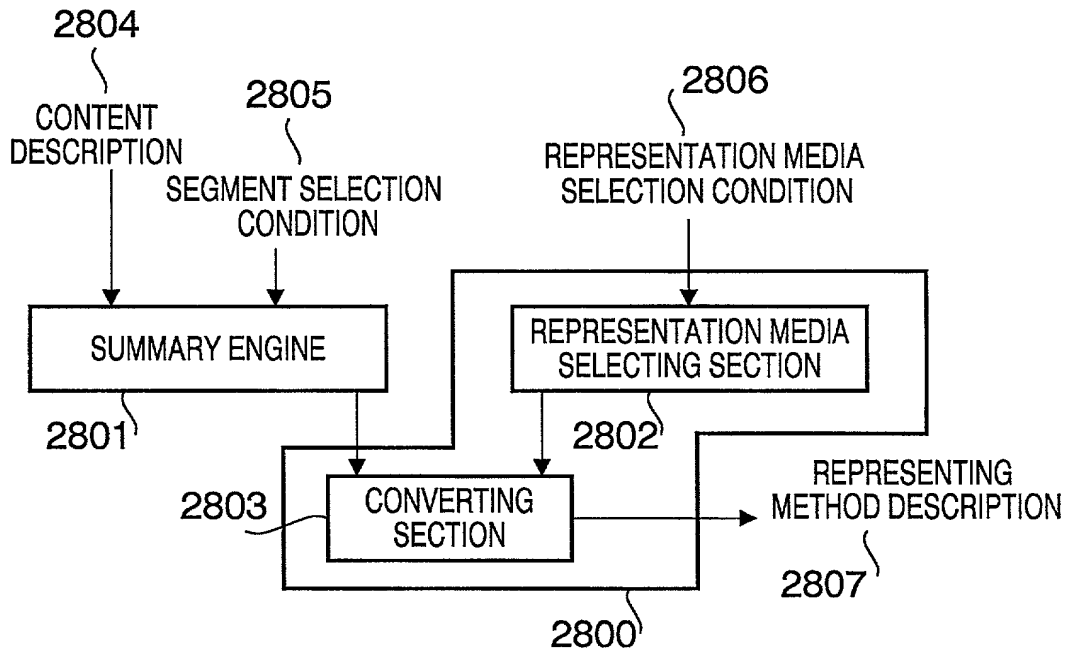 2804
CONTENT
DESCRIPTION
2805
SEGMENT SELECTION
CONDITION
2806
REPRESENTATION MEDIA
SELECTION CONDITION
SUMMARY ENGINE
2801
REPRESENTATION MEDIA
SELECTING SECTION
2802
2803
CONVERTING
SECTION
REPRESENTING
METHOD DESCRIPTION
2807
2800